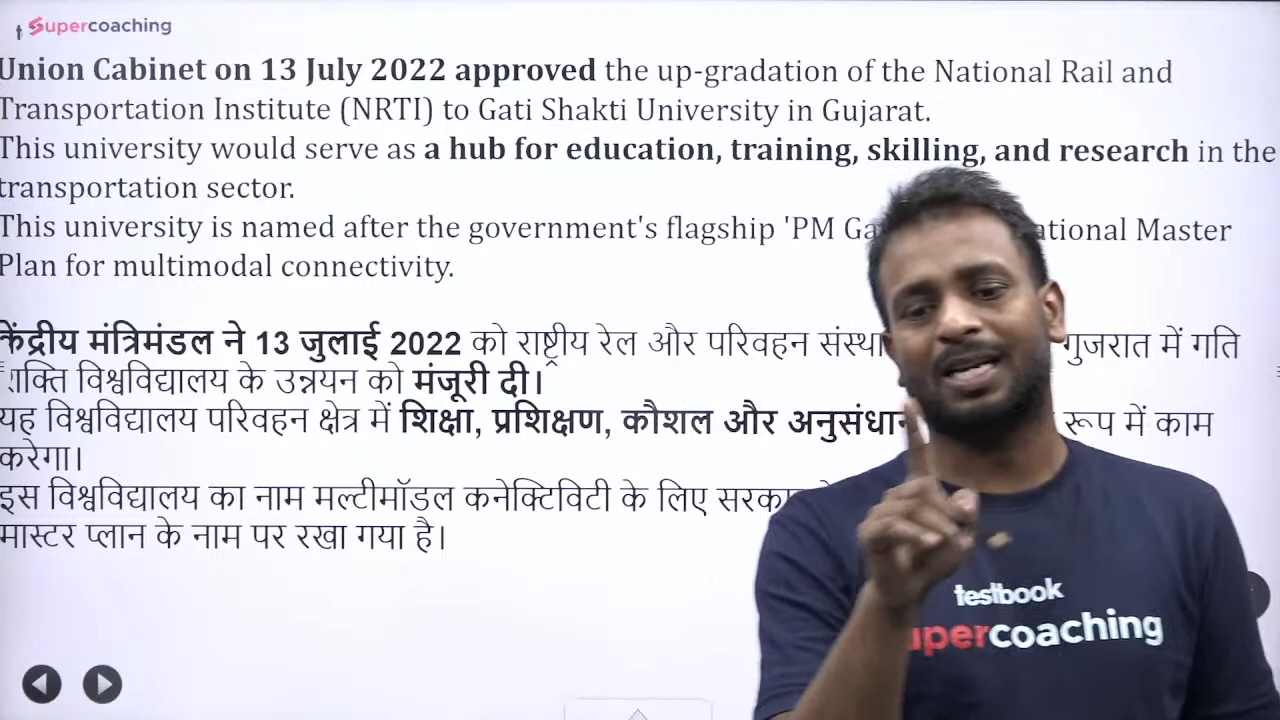 Supercoaching
Union Cabinet on 13 July 2022 approved the up-gradation of the National Rail and
Transportation Institute (NRTI) to Gati Shakti University in Gujarat.
This university would serve as a hub for education, training, skilling, and research in the
transportation sector.
This university is named after the government's flagship 'PM Master
Plan for multimodal connectivity.
केंद्रीय मंत्रिमंडल ने 13 जुलाई 2022 को राष्ट्रीय रेल और परिवहन गुजरात में गति
शक्ति विश्वविद्यालय के उन्नयन को मंजूरी दी।
यह विश्वविद्यालय परिवहन क्षेत्र में शिक्षा, प्रशिक्षण, कौशल और रूप में काम
करेगा।
इस विश्वविद्यालय का नाम मल्टीमॉडल कनेक्टिविटी के लिए
मास्टर प्लान के नाम पर रखा गया है।
testbook
supercoaching